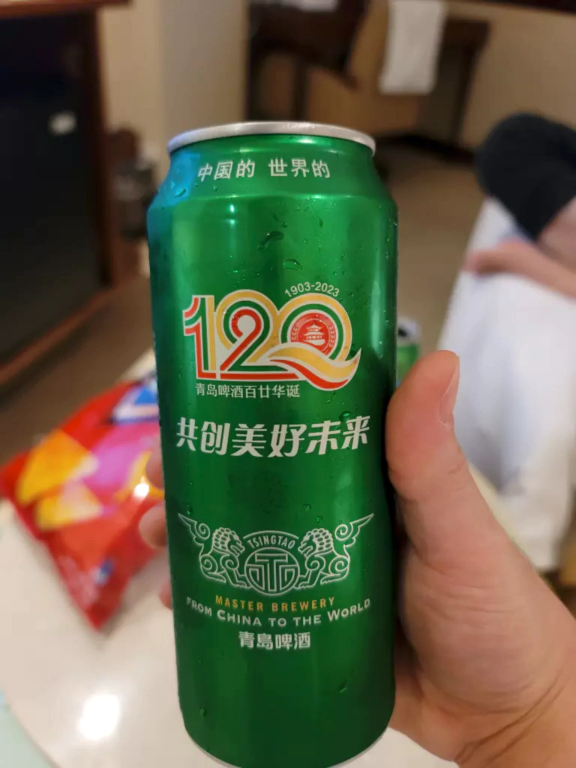 中国的 世界的
1903-2023
120
青岛啤酒百廿华诞
共创美好未来
TSINGTAO
MASTER BREWERY
FROM CHINA TO THE WORLD
青島啤酒